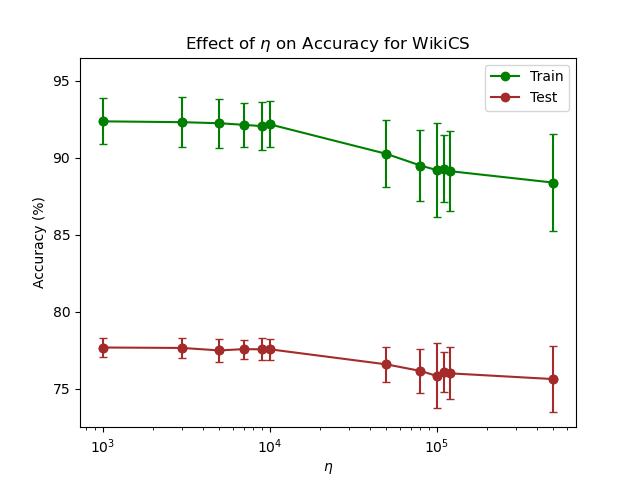 Effect of η on Accuracy for WikiCS
Train
Test
Accuracy (%)
95
90
85
80
75
10³
10⁴
10⁵
η